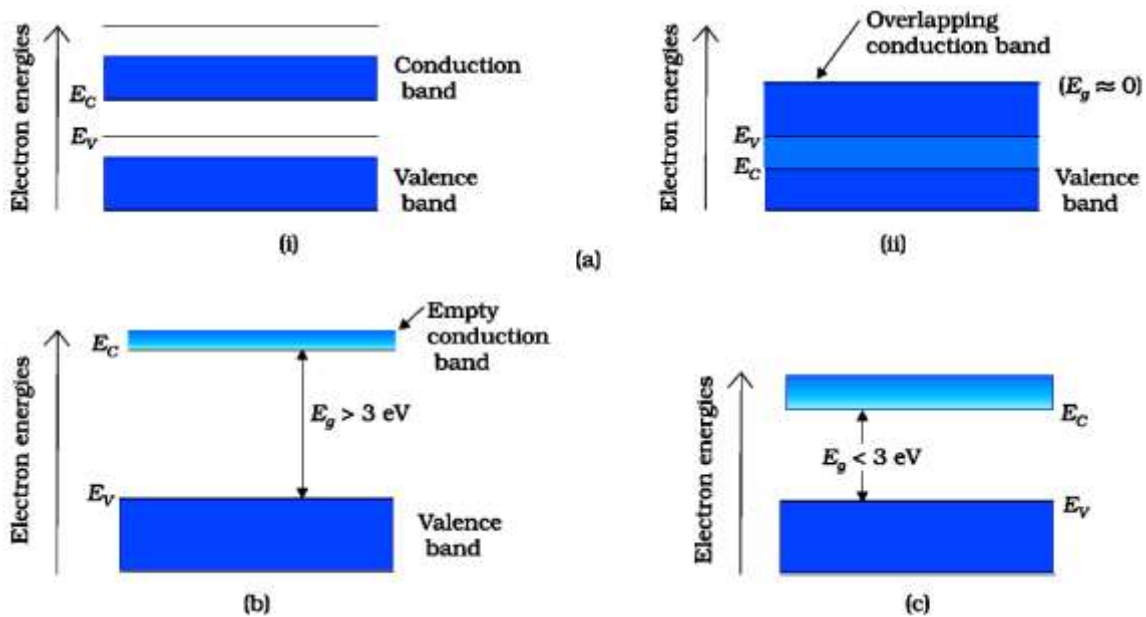 Electron energies
Conduction
band
E_C
E_V
Valence
band
(i)
Electron energies
Overlapping
conduction band
(E_g ≈ 0)
E_V
E_C
Valence
band
(ii)
(a)
Electron energies
Empty
conduction
band
E_C
E_g > 3 eV
E_V
Valence
band
(b)
Electron energies
E_C
E_g < 3 eV
E_V
(c)